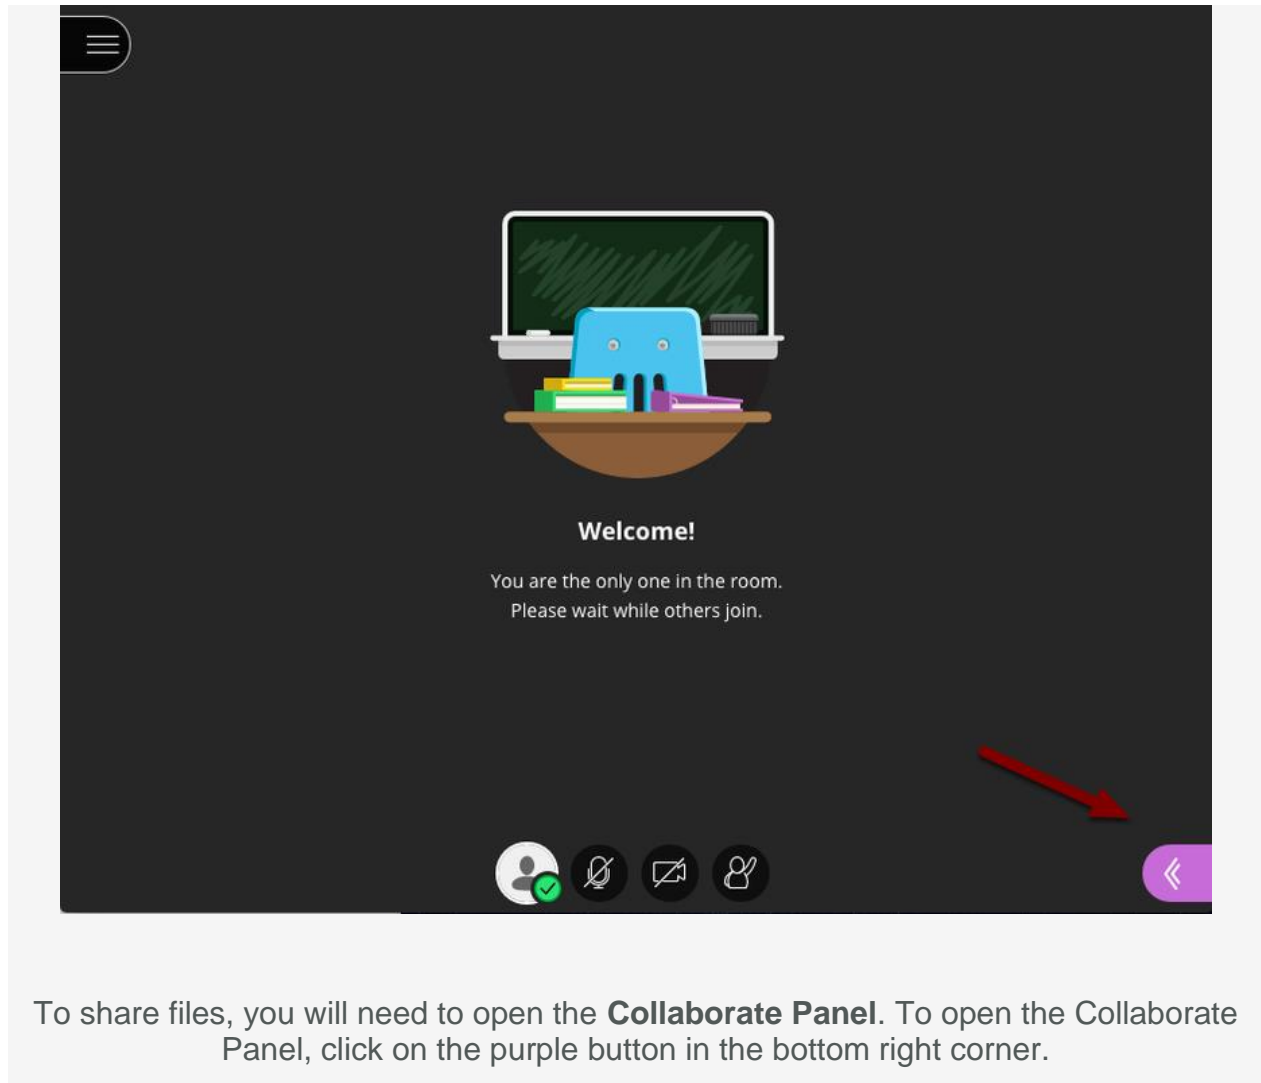 Welcome!
You are the only one in the room.
Please wait while others join.
To share files, you will need to open the Collaborate Panel. To open the Collaborate
Panel, click on the purple button in the bottom right corner.